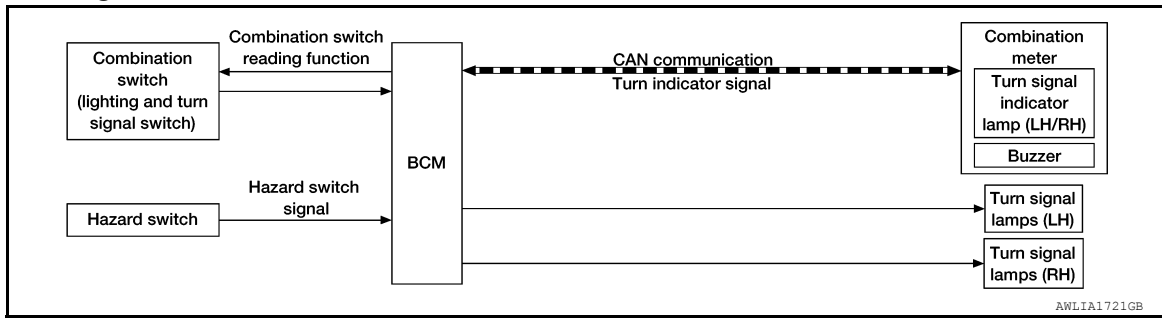 Combination
switch
(lighting and turn
signal switch)
Combination switch
reading function
BCM
CAN communication
Turn indicator signal
Combination
meter
Turn signal
indicator
lamp (LH/RH)
Buzzer
Hazard switch
Hazard switch
signal
Turn signal
lamps (LH)
Turn signal
lamps (RH)
AWLIA1721GB